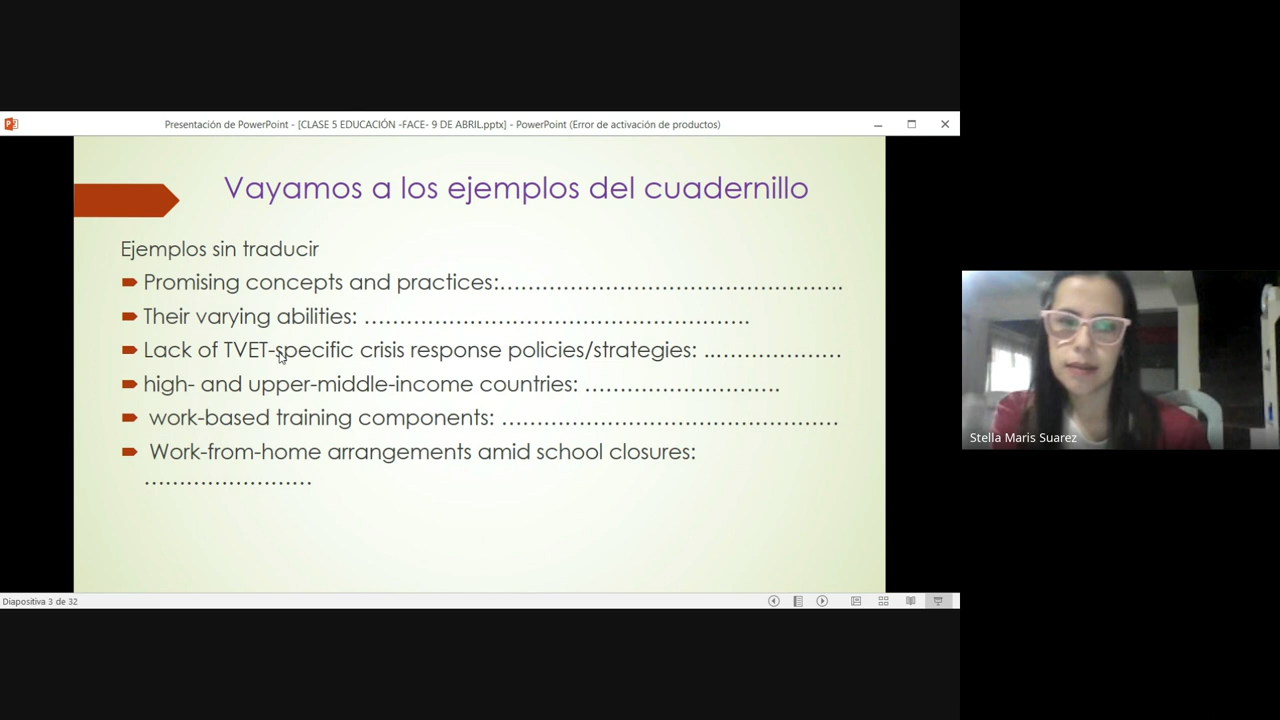 Presentación de PowerPoint - [CLASE 5 EDUCACIÓN -FACE- 9 DE ABRIL.pptx] - PowerPoint (Error de activación de productos)
Vayamos a los ejemplos del cuadernillo
Ejemplos sin traducir
Promising concepts and practices:………………………………………….
Their varying abilities: ……………………………………………….
Lack of TVET-specific crisis response policies/strategies: ..………………
high- and upper-middle-income countries: ……………………….
work-based training components: …………………………………………
Work-from-home arrangements amid school closures:
……………………
Stella Maris Suarez
Diapositiva 3 de 32